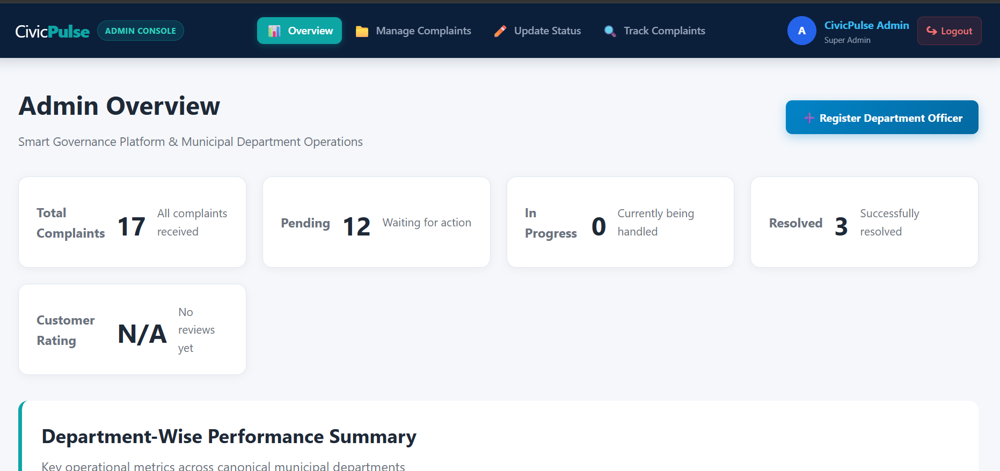 CivicPulse ADMIN CONSOLE Overview Manage Complaints Update Status Track Complaints A CivicPulse Admin Super Admin Logout
Admin Overview
Register Department Officer
Smart Governance Platform & Municipal Department Operations
Total Complaints 17 All complaints received
Pending 12 Waiting for action
In Progress 0 Currently being handled
Resolved 3 Successfully resolved
Customer Rating N/A No reviews yet
Department-Wise Performance Summary
Key operational metrics across canonical municipal departments